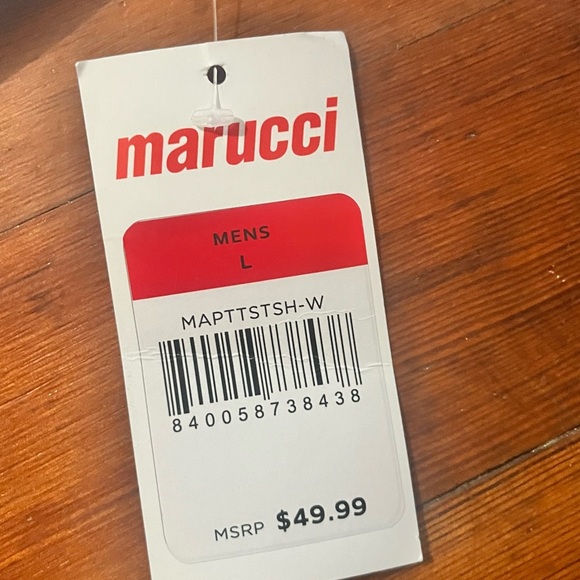 marucci
MENS
L
MAPTTSTSH-W
840058738438
MSRP $49.99